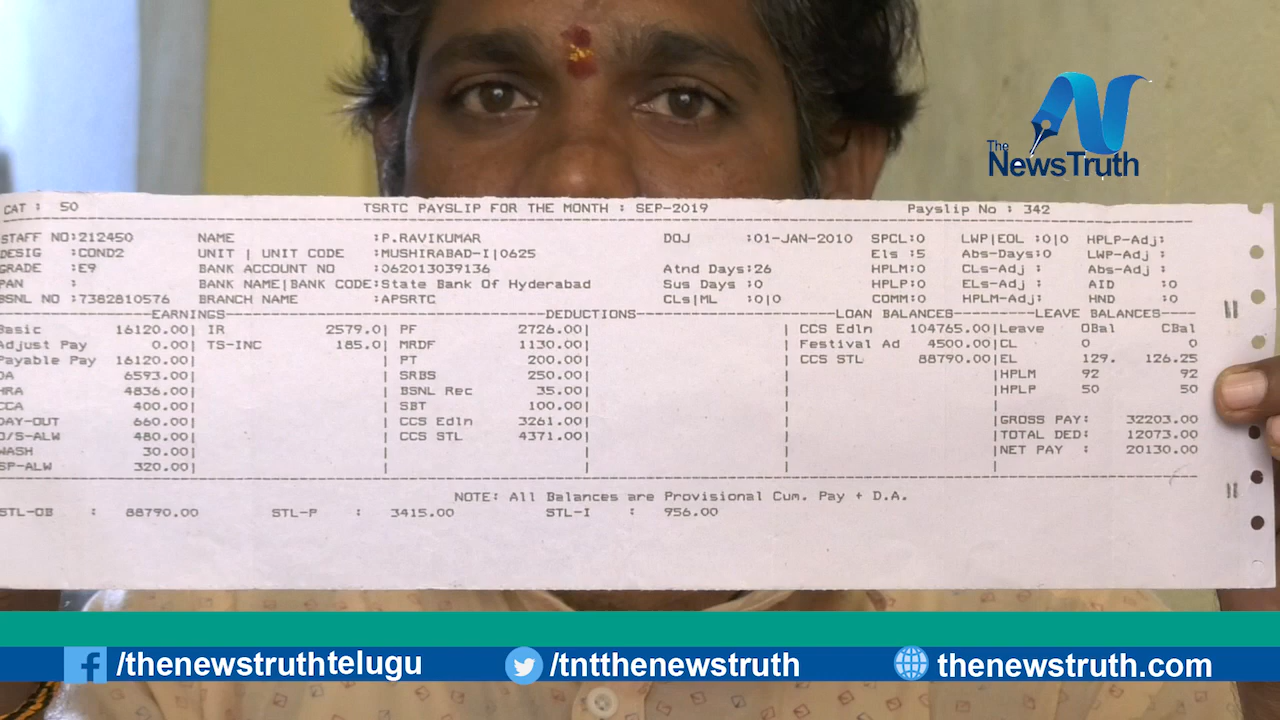 The
NewsTruth
CAT : 50 TSRTC PAYSLIP FOR THE MONTH : SEP-2019 Payslip No : 342
STAFF NO:212450 NAME :P.RAVIKUMAR DOJ :01-JAN-2010 SPCL:0 LWP|EOL :0|0 HPLP-Adj:
DESIG :COND2 UNIT | UNIT CODE :MUSHIRABAD-I|0625 Els :5 Abs-Days:0 LWP-Adj :
GRADE :E9 BANK ACCOUNT NO :062013039136 Atnd Days:26 HPLM:0 CLs-Adj : Abs-Adj :
PAN : BANK NAME|BANK CODE:State Bank Of Hyderabad Sus Days :0 HPLP:0 ELs-Adj : AID :0
BSNL NO :7382810576 BRANCH NAME :APSRTC CLs|ML :0|0 COMM:0 HPLM-Adj: HND :0
EARNINGS DEDUCTIONS LOAN BALANCES LEAVE BALANCES
Basic 16120.00| IR 2579.0| PF 2726.00| CCS Edln 104765.00|Leave OBal CBal
Adjust Pay 0.00| TS-INC 185.0| MRDF 1130.00| Festival Ad 4500.00|CL 0 0
Payable Pay 16120.00| PT 200.00| CCS STL 88790.00|EL 129. 126.25
DA 6593.00| SRBS 250.00| |HPLM 92 92
HRA 4836.00| BSNL Rec 35.00| |HPLP 50 50
CCA 400.00| SBT 100.00|
DAY-OUT 660.00| CCS Edln 3261.00| |GROSS PAY: 32203.00
D/S-ALW 480.00| CCS STL 4371.00| |TOTAL DED: 12073.00
WASH 30.00| |NET PAY : 20130.00
SP-ALW 320.00|
NOTE: All Balances are Provisional Cum. Pay + D.A.
STL-OB : 88790.00 STL-P : 3415.00 STL-I : 956.00
/thenewstruthtelugu /tntthenewstruth thenewstruth.com